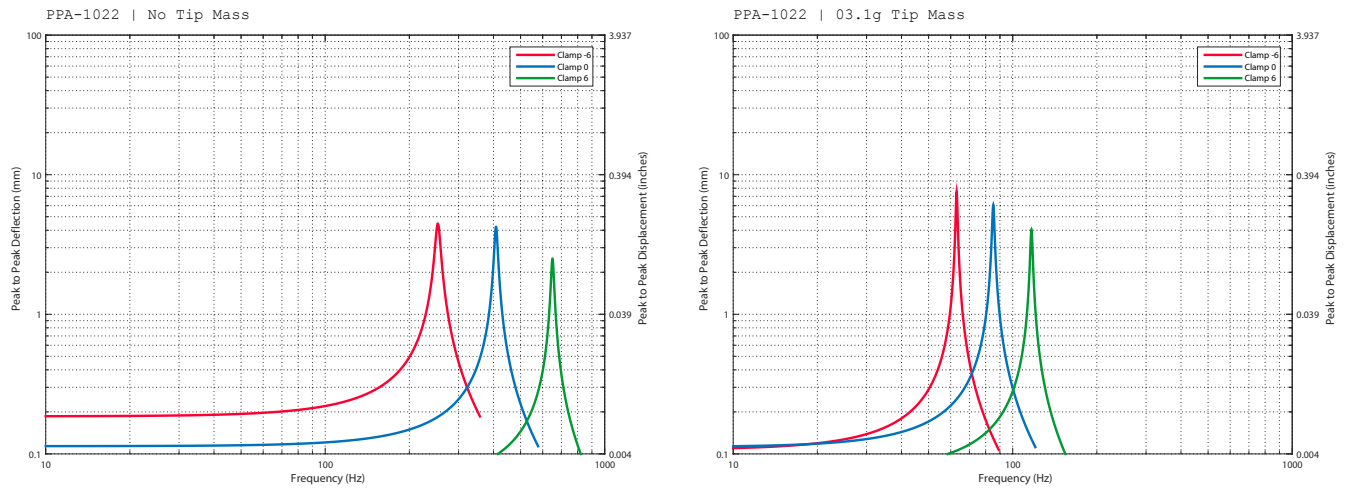 PPA-1022 | No Tip Mass
100
10
1
0.1
Peak to Peak Deflection (mm)
3.937
0.394
0.039
0.004
Peak to Peak Displacement (inches)
Clamp -6
Clamp 0
Clamp 6
10
100
1000
Frequency (Hz)
PPA-1022 | 03.1g Tip Mass
100
10
1
0.1
Peak to Peak Deflection (mm)
3.937
0.394
0.039
0.004
Peak to Peak Displacement (inches)
Clamp -6
Clamp 0
Clamp 6
10
100
1000
Frequency (Hz)